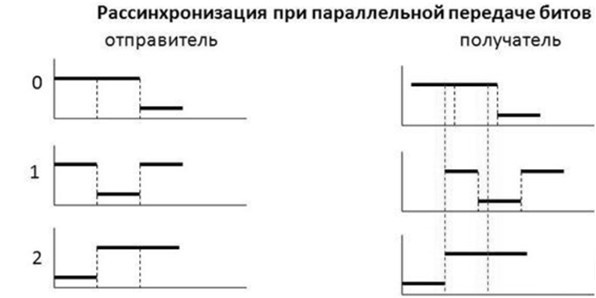 Рассинхронизация при параллельной передаче битов
отправитель получатель
0
1
2